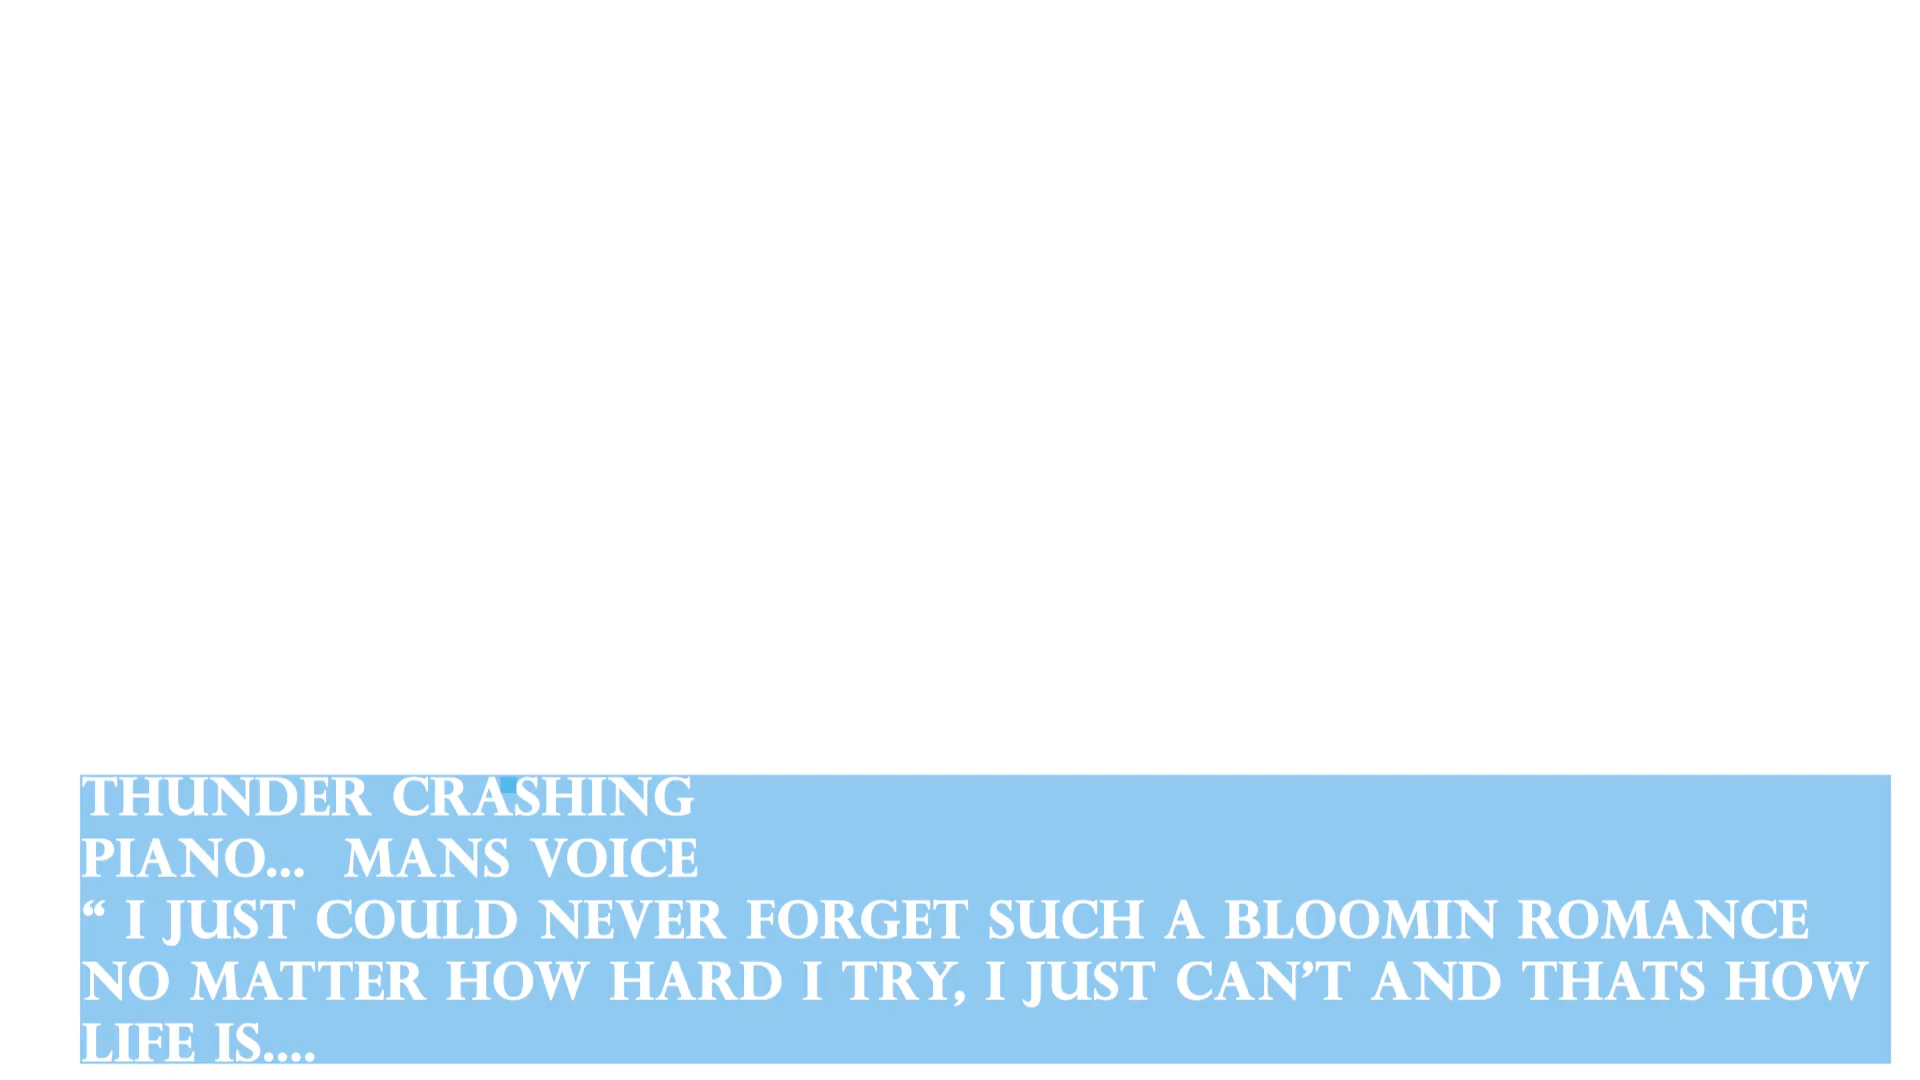 THUNDER CRASHING
PIANO...  MANS VOICE
“ I JUST COULD NEVER FORGET SUCH A BLOOMIN ROMANCE
NO MATTER HOW HARD I TRY, I JUST CAN’T AND THATS HOW
LIFE IS....